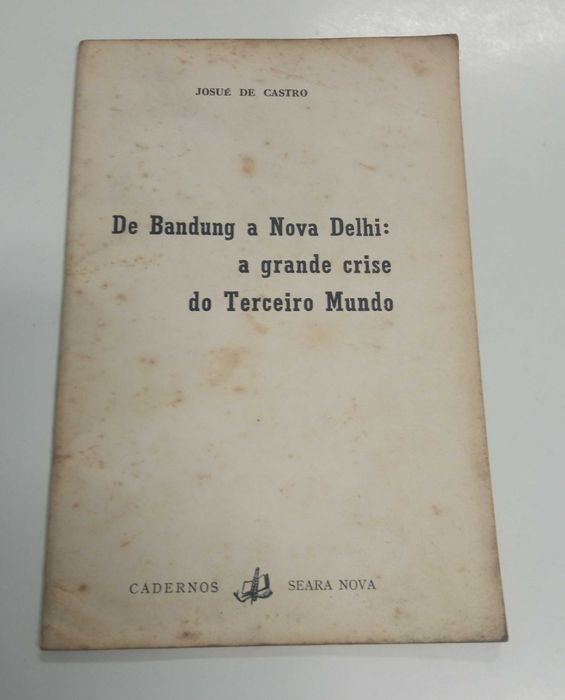 JOSUÉ DE CASTRO
De Bandung a Nova Delhi:
a grande crise
do Terceiro Mundo
CADERNOS SEARA NOVA